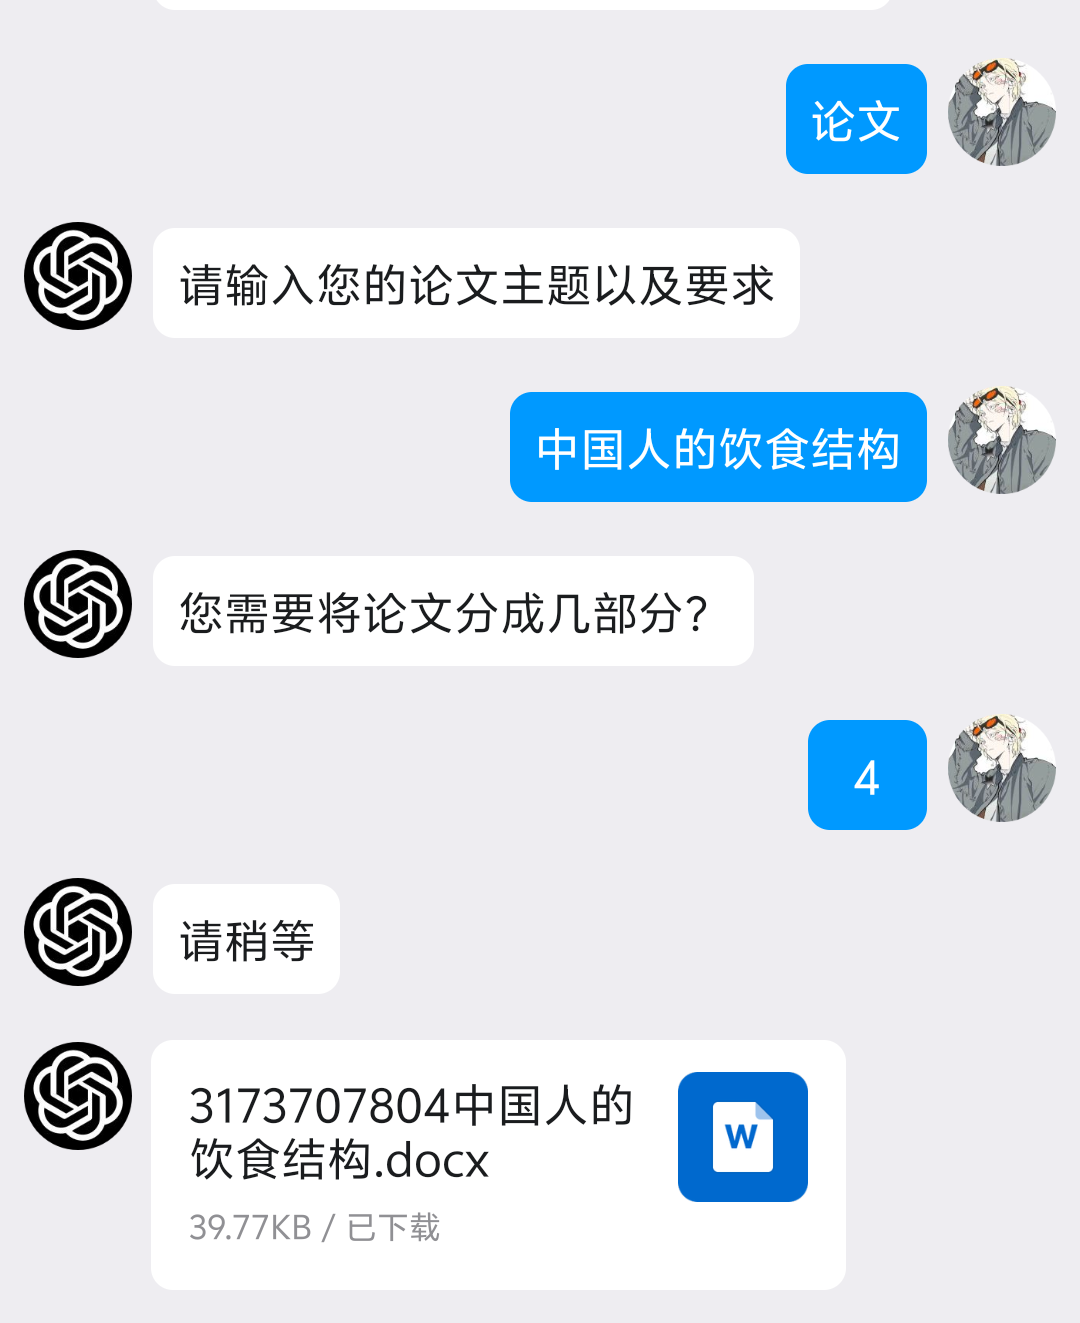 论文
请输入您的论文主题以及要求
中国人的饮食结构
您需要将论文分成几部分?
4
请稍等
3173707804中国人的
饮食结构.docx
W
39.77KB / 已下载